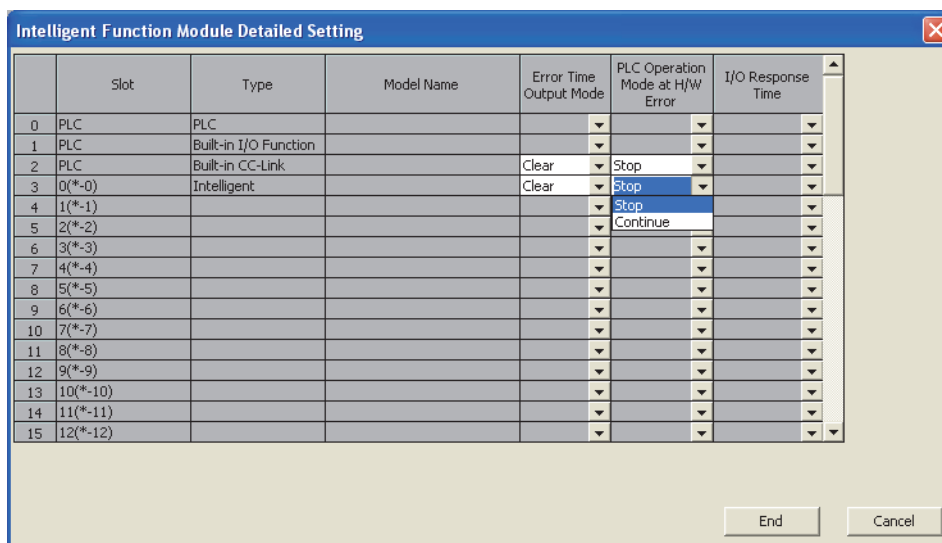 Intelligent Function Module Detailed Setting
Slot Type Model Name Error Time Output Mode PLC Operation Mode at H/W Error I/O Response Time
0 PLC PLC
1 PLC Built-in I/O Function
2 PLC Built-in CC-Link Clear Stop
3 0(*-0) Intelligent Clear Stop
4 1(*-1) Stop
5 2(*-2) Continue
6 3(*-3)
7 4(*-4)
8 5(*-5)
9 6(*-6)
10 7(*-7)
11 8(*-8)
12 9(*-9)
13 10(*-10)
14 11(*-11)
15 12(*-12)
End Cancel